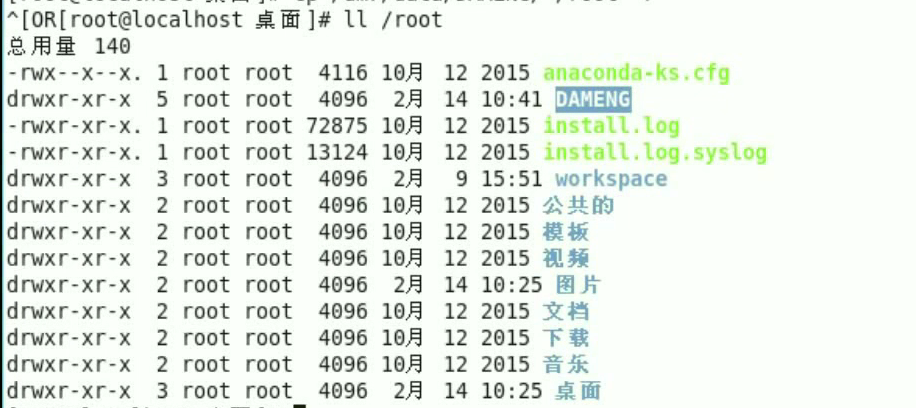 ^[OR[root@localhost 桌面]# ll /root
总用量 140
-rwx--x--x. 1 root root 4116 10月 12 2015 anaconda-ks.cfg
drwxr-xr-x 5 root root 4096 2月 14 10:41 DAMENG
-rwxr-xr-x. 1 root root 72875 10月 12 2015 install.log
-rwxr-xr-x. 1 root root 13124 10月 12 2015 install.log.syslog
drwxr-xr-x 3 root root 4096 2月 9 15:51 workspace
drwxr-xr-x 2 root root 4096 10月 12 2015 公共的
drwxr-xr-x 2 root root 4096 10月 12 2015 模板
drwxr-xr-x 2 root root 4096 10月 12 2015 视频
drwxr-xr-x 2 root root 4096 2月 14 10:25 图片
drwxr-xr-x 2 root root 4096 10月 12 2015 文档
drwxr-xr-x 2 root root 4096 10月 12 2015 下载
drwxr-xr-x 2 root root 4096 10月 12 2015 音乐
drwxr-xr-x 3 root root 4096 2月 14 10:25 桌面